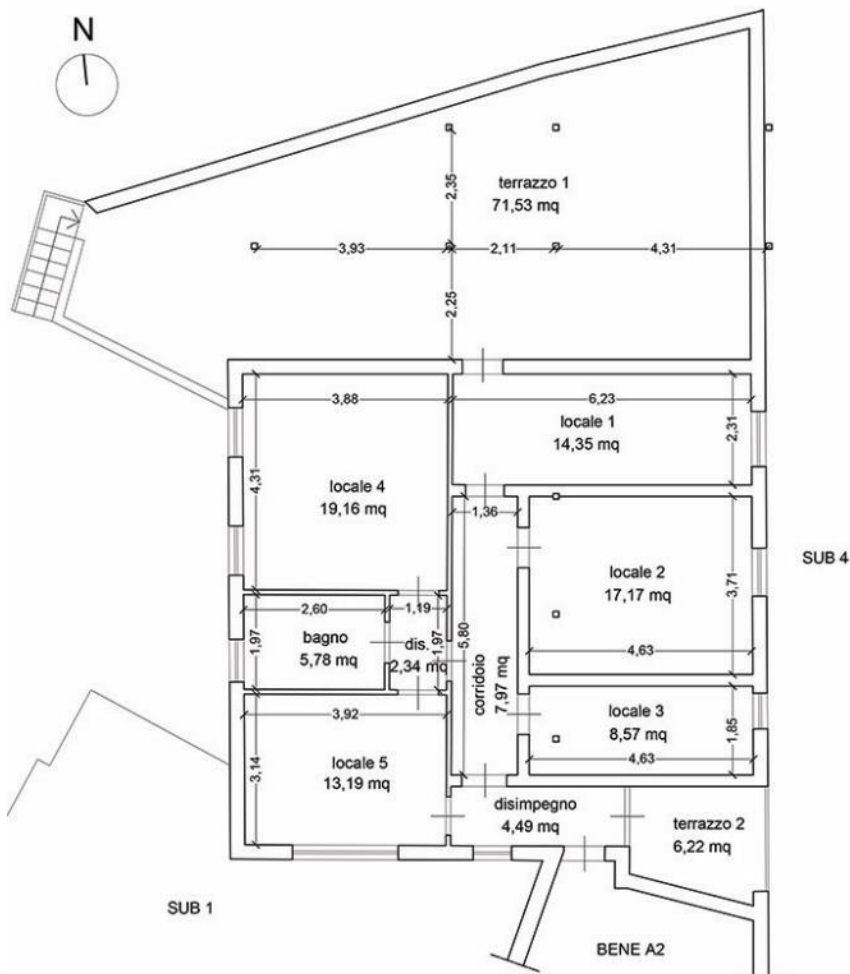 N
terrazzo 1
71,53 mq
2,35
3,93
2,11
4,31
2,25
3,88
6,23
locale 1
14,35 mq
2,31
4,31
locale 4
19,16 mq
1,36
locale 2
17,17 mq
3,71
SUB 4
2,60
1,19
bagno
5,78 mq
1,97
dis.
2,34 mq
1,97
5,80
4,63
corridoio
7,97 mq
3,92
locale 3
8,57 mq
1,85
4,63
locale 5
13,19 mq
3,14
disimpegno
4,49 mq
terrazzo 2
6,22 mq
SUB 1
BENE A2